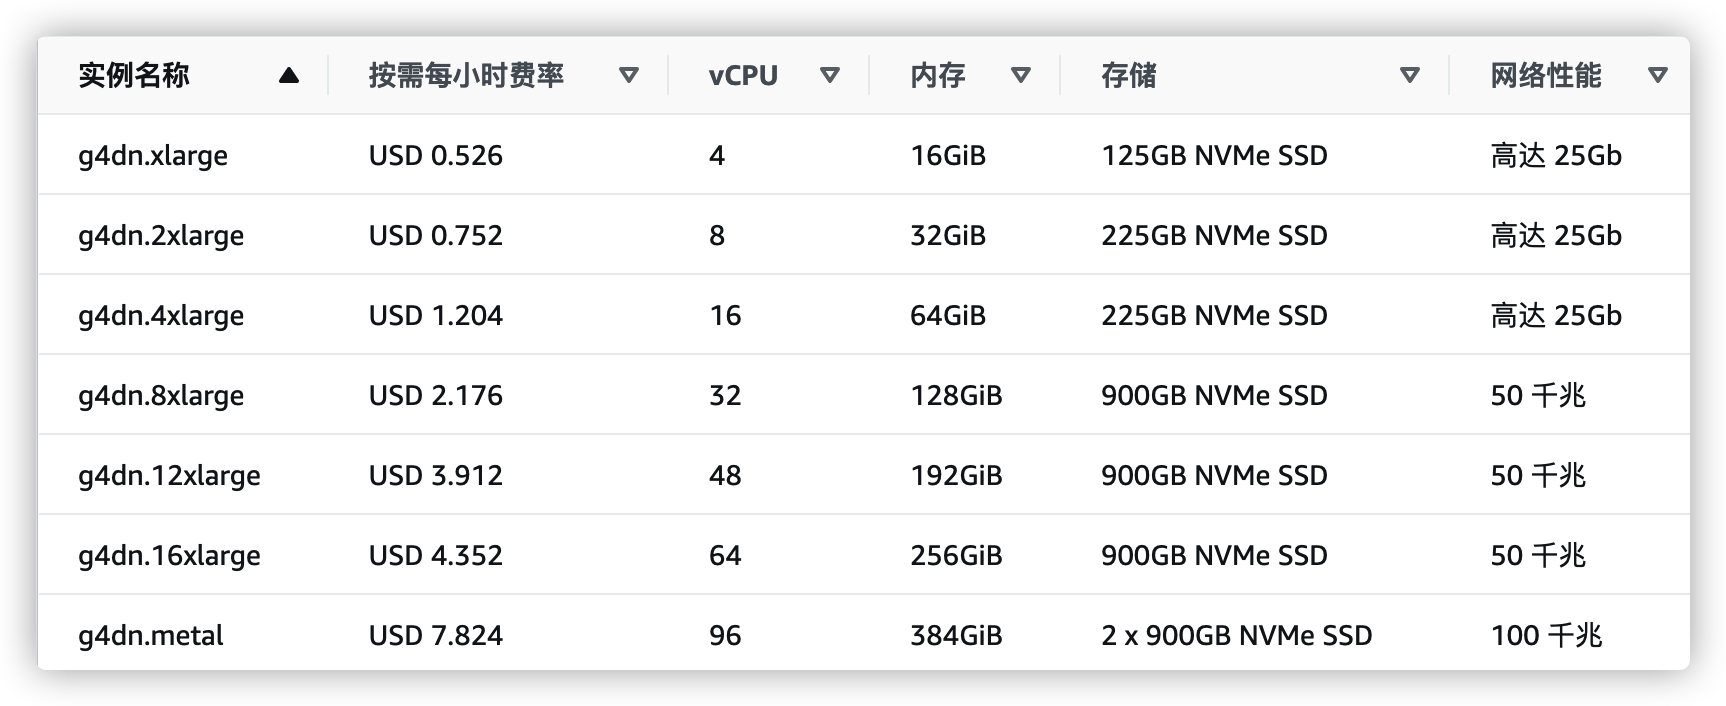 实例名称 按需每小时费率 vCPU 内存 存储 网络性能
g4dn.xlarge USD 0.526 4 16GiB 125GB NVMe SSD 高达 25Gb
g4dn.2xlarge USD 0.752 8 32GiB 225GB NVMe SSD 高达 25Gb
g4dn.4xlarge USD 1.204 16 64GiB 225GB NVMe SSD 高达 25Gb
g4dn.8xlarge USD 2.176 32 128GiB 900GB NVMe SSD 50 千兆
g4dn.12xlarge USD 3.912 48 192GiB 900GB NVMe SSD 50 千兆
g4dn.16xlarge USD 4.352 64 256GiB 900GB NVMe SSD 50 千兆
g4dn.metal USD 7.824 96 384GiB 2 x 900GB NVMe SSD 100 千兆